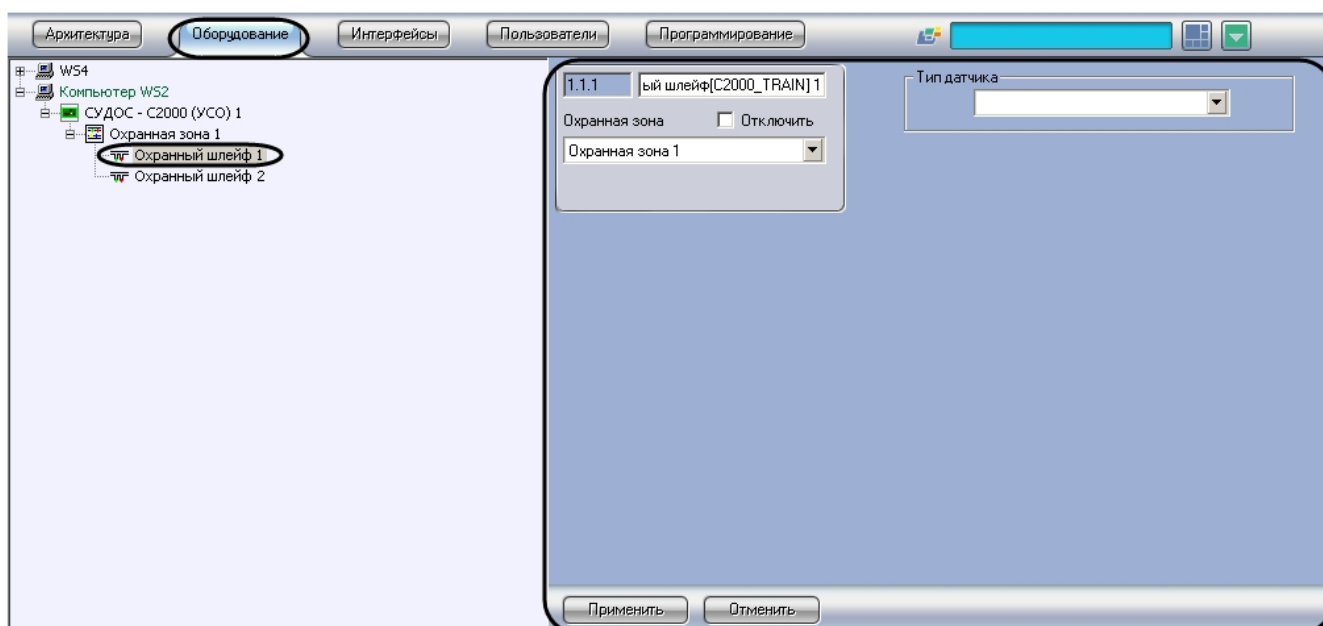 Архитектура Оборудование Интерфейсы Пользователи Программирование
WS4
Компьютер WS2
СУДОС - С2000 (УСО) 1
Охранная зона 1
Охранный шлейф 1
Охранный шлейф 2
1.1.1 ый шлейф[C2000_TRAIN] 1
Охранная зона Отключить
Охранная зона 1
Тип датчика
Применить Отменить